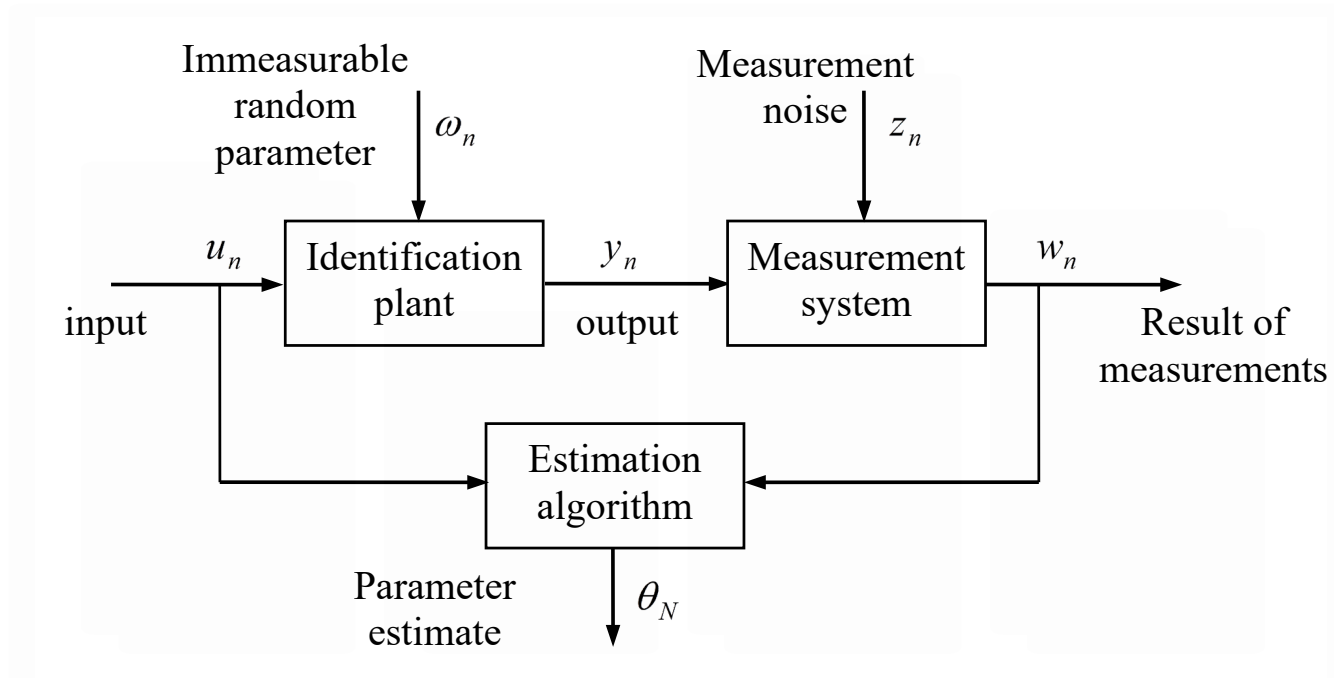 Immeasurable
random
parameter
ωₙ
Measurement
noise
zₙ
uₙ
input
Identification
plant
yₙ
output
Measurement
system
wₙ
Result of
measurements
Estimation
algorithm
Parameter
estimate
θ_N